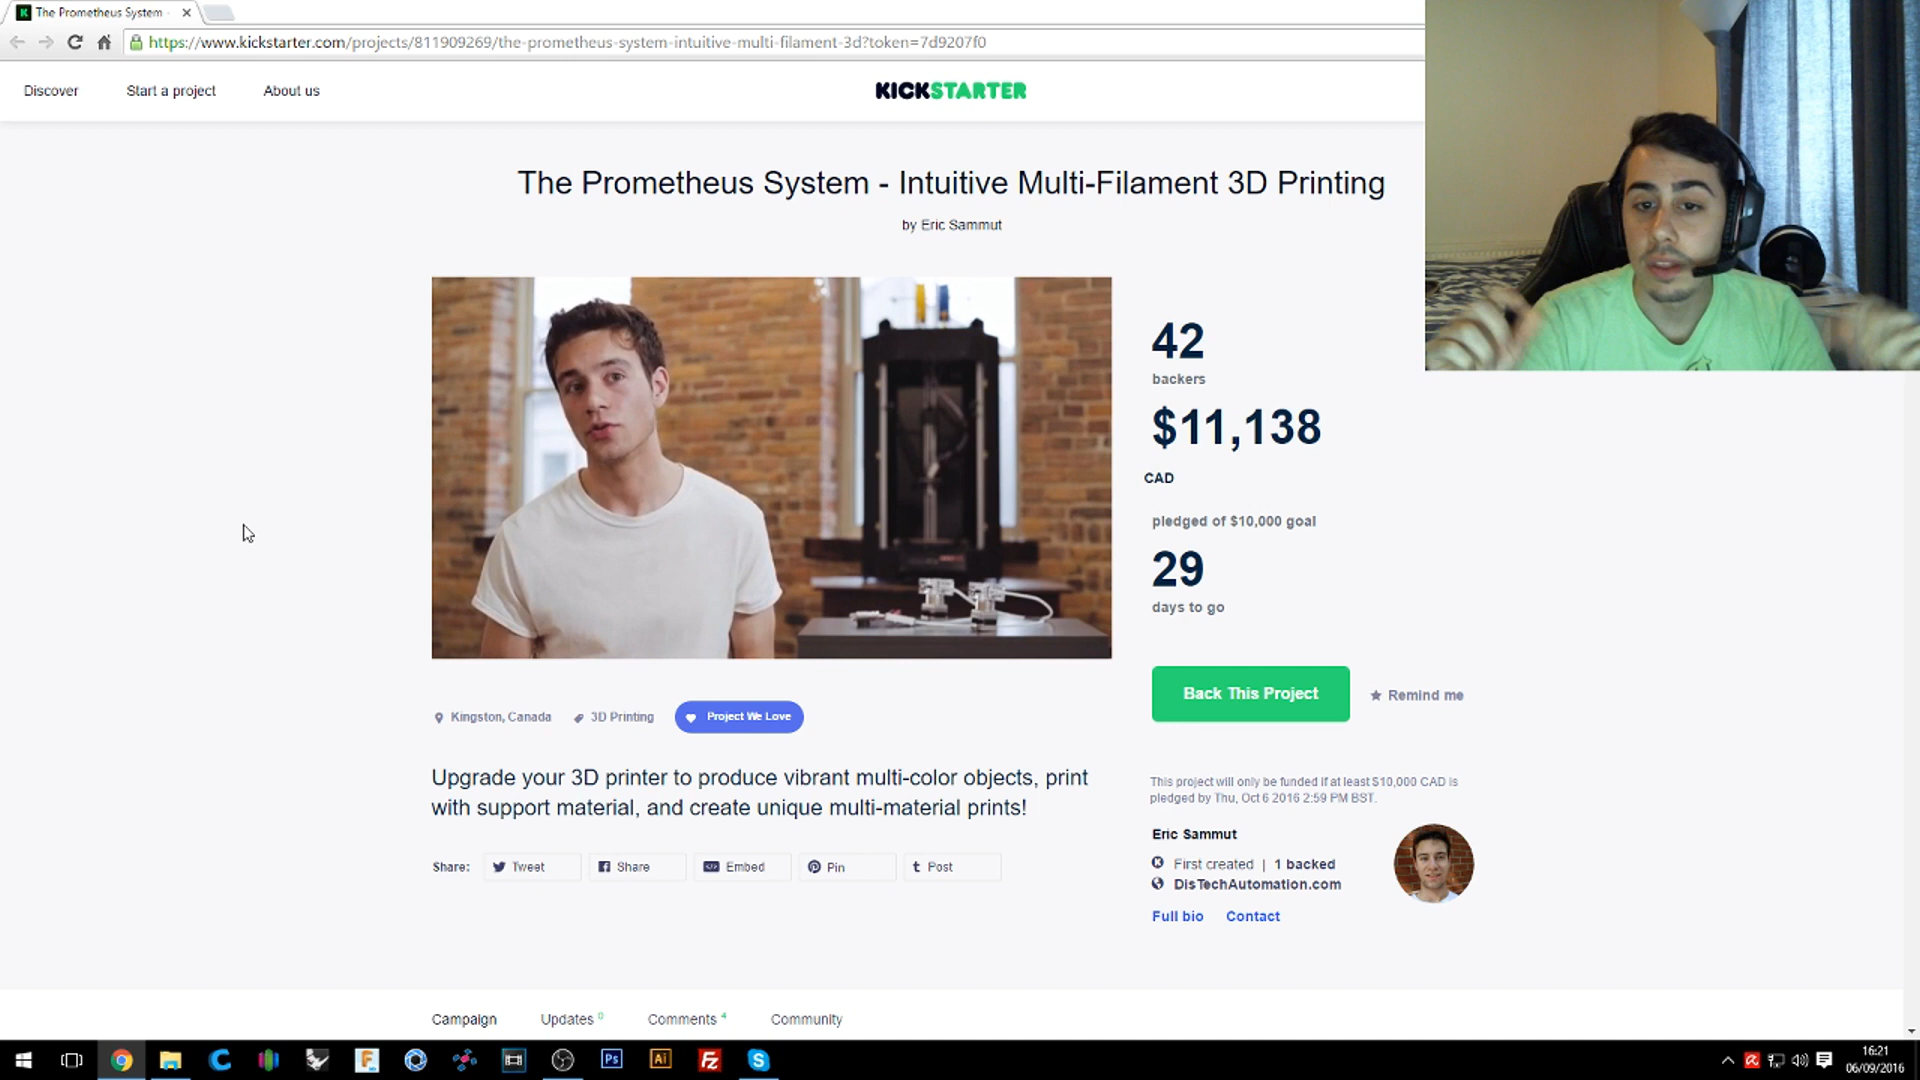 The Prometheus System
https://www.kickstarter.com/projects/811909269/the-prometheus-system-intuitive-multi-filament-3d?token=7d9207f0
Discover
Start a project
About us
KICKSTARTER
The Prometheus System - Intuitive Multi-Filament 3D Printing
by Eric Sammut
42
backers
$11,138
CAD
pledged of $10,000 goal
29
days to go
Back This Project
Remind me
Kingston, Canada
3D Printing
Project We Love
Upgrade your 3D printer to produce vibrant multi-color objects, print
with support material, and create unique multi-material prints!
Share:
Tweet
Share
Embed
Pin
Post
This project will only be funded if at least $10,000 CAD is
pledged by Thu, Oct 6 2016 2:59 PM BST.
Eric Sammut
First created | 1 backed
DisTechAutomation.com
Full bio
Contact
Campaign
Updates 0
Comments 4
Community
Ps
Ai
Fz
16:21
06/09/2016